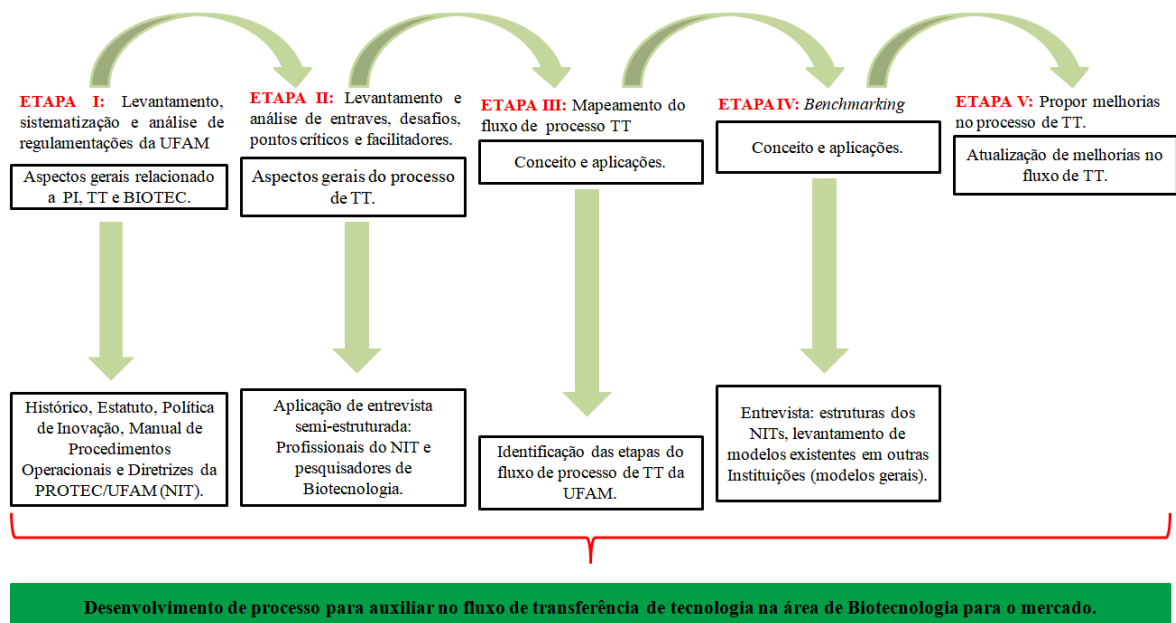 ETAPA I: Levantamento,
sistematização e análise de
regulamentações da UFAM
Aspectos gerais relacionado
a PI, TT e BIOTEC.
Histórico, Estatuto, Política
de Inovação, Manual de
Procedimentos
Operacionais e Diretrizes da
PROTEC/UFAM (NIT).
ETAPA II: Levantamento e
análise de entraves, desafios,
pontos críticos e facilitadores.
Aspectos gerais do processo
de TT.
Aplicação de entrevista
semi-estruturada:
Profissionais do NIT e
pesquisadores de
Biotecnologia.
ETAPA III: Mapeamento do
fluxo de processo TT
Conceito e aplicações.
Identificação das etapas do
fluxo de processo de TT da
UFAM.
ETAPA IV: Benchmarking
Conceito e aplicações.
Entrevista: estruturas dos
NITs, levantamento de
modelos existentes em outras
Instituições (modelos gerais).
ETAPA V: Propor melhorias
no processo de TT.
Atualização de melhorias no
fluxo de TT.
Desenvolvimento de processo para auxiliar no fluxo de transferência de tecnologia na área de Biotecnologia para o mercado.